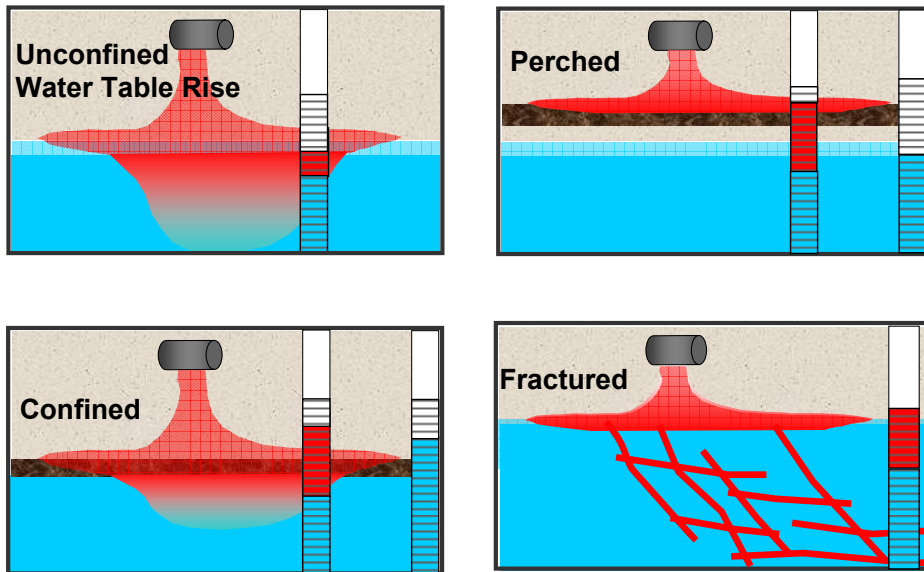 Unconfined
Water Table Rise
Perched
Confined
Fractured